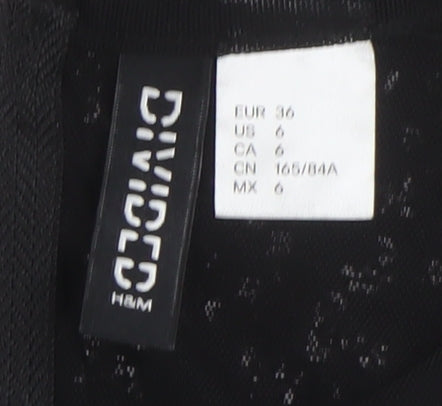 DIVIDED
H&M
EUR 36
US 6
CA 6
CN 165/84A
MX 6